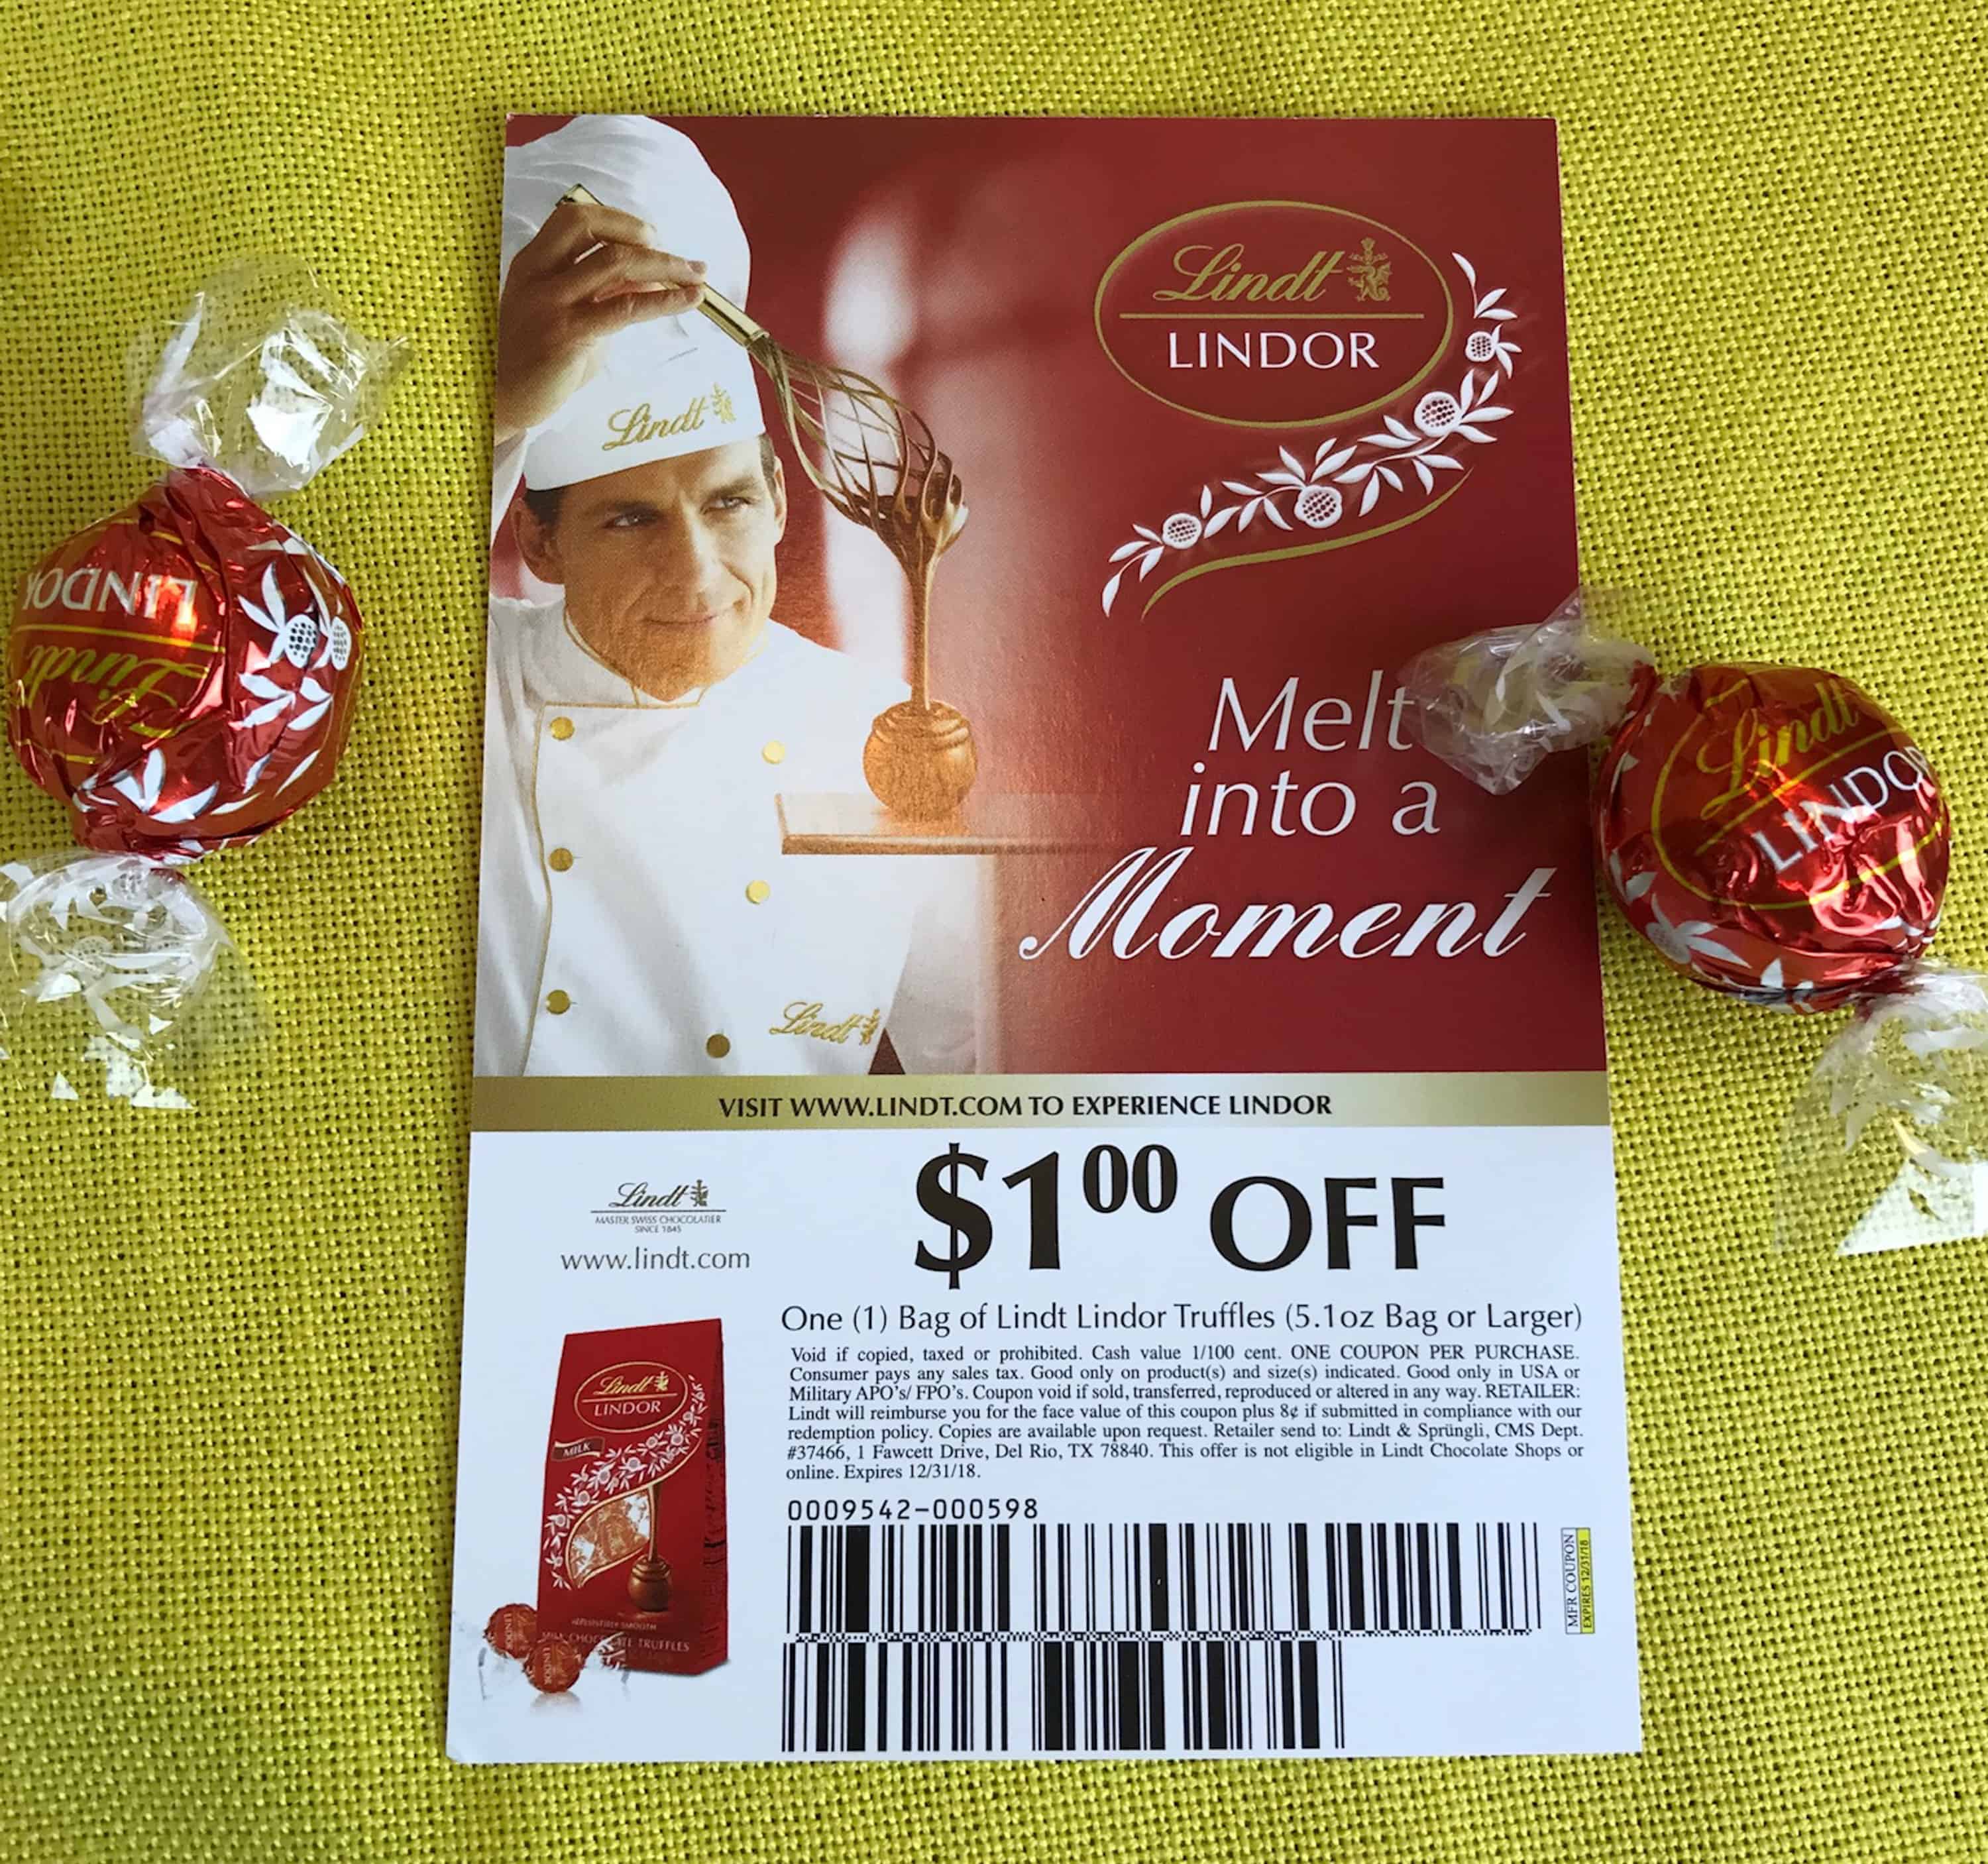 Lindt
LINDOR
Lindt
LINDOR
Lindt
Lindt
LINDOR
Melt
into a
Moment
Lindt
VISIT WWW.LINDT.COM TO EXPERIENCE LINDOR
Lindt
MASTER SWISS CHOCOLATIER
SINCE 1845
www.lindt.com
$1.00 OFF
One (1) Bag of Lindt Lindor Truffles (5.1oz Bag or Larger)
Void if copied, taxed or prohibited. Cash value 1/100 cent. ONE COUPON PER PURCHASE.
Consumer pays any sales tax. Good only on product(s) and size(s) indicated. Good only in USA or
Military APO's/ FPO's. Coupon void if sold, transferred, reproduced or altered in any way. RETAILER:
Lindt will reimburse you for the face value of this coupon plus 8¢ if submitted in compliance with our
redemption policy. Copies are available upon request. Retailer send to: Lindt & Sprüngli, CMS Dept.
#37466, 1 Fawcett Drive, Del Rio, TX 78840. This offer is not eligible in Lindt Chocolate Shops or
online. Expires 12/31/18.
0009542-000598
MFR COUPON
EXPIRES 12/31/18
Lindt
LINDOR
MILK
MILK CHOCOLATE TRUFFLES